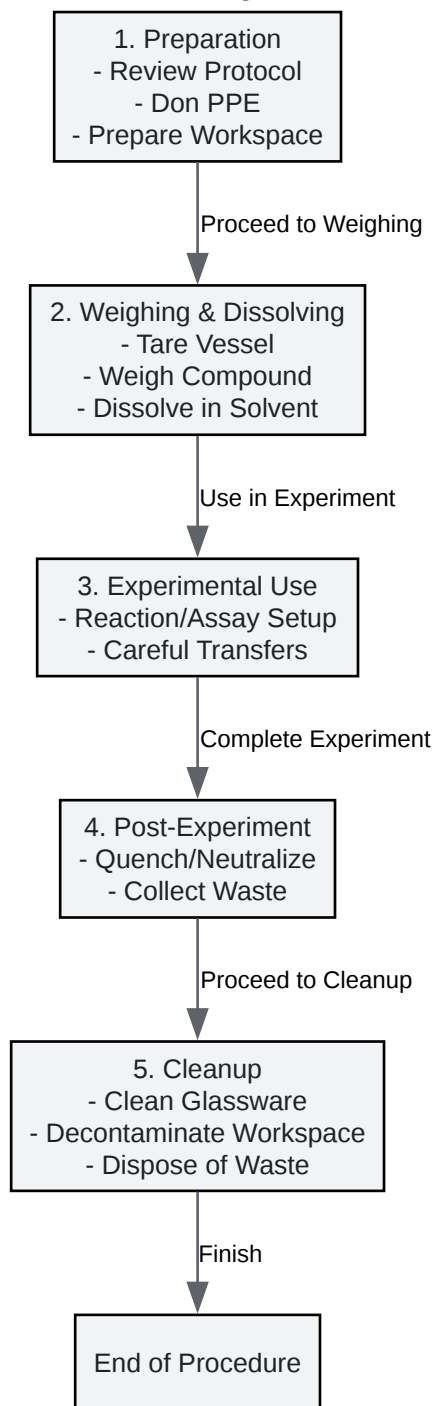 1. Preparation
- Review Protocol
- Don PPE
- Prepare Workspace
Proceed to Weighing
2. Weighing & Dissolving
- Tare Vessel
- Weigh Compound
- Dissolve in Solvent
Use in Experiment
3. Experimental Use
- Reaction/Assay Setup
- Careful Transfers
Complete Experiment
4. Post-Experiment
- Quench/Neutralize
- Collect Waste
Proceed to Cleanup
5. Cleanup
- Clean Glassware
- Decontaminate Workspace
- Dispose of Waste
Finish
End of Procedure